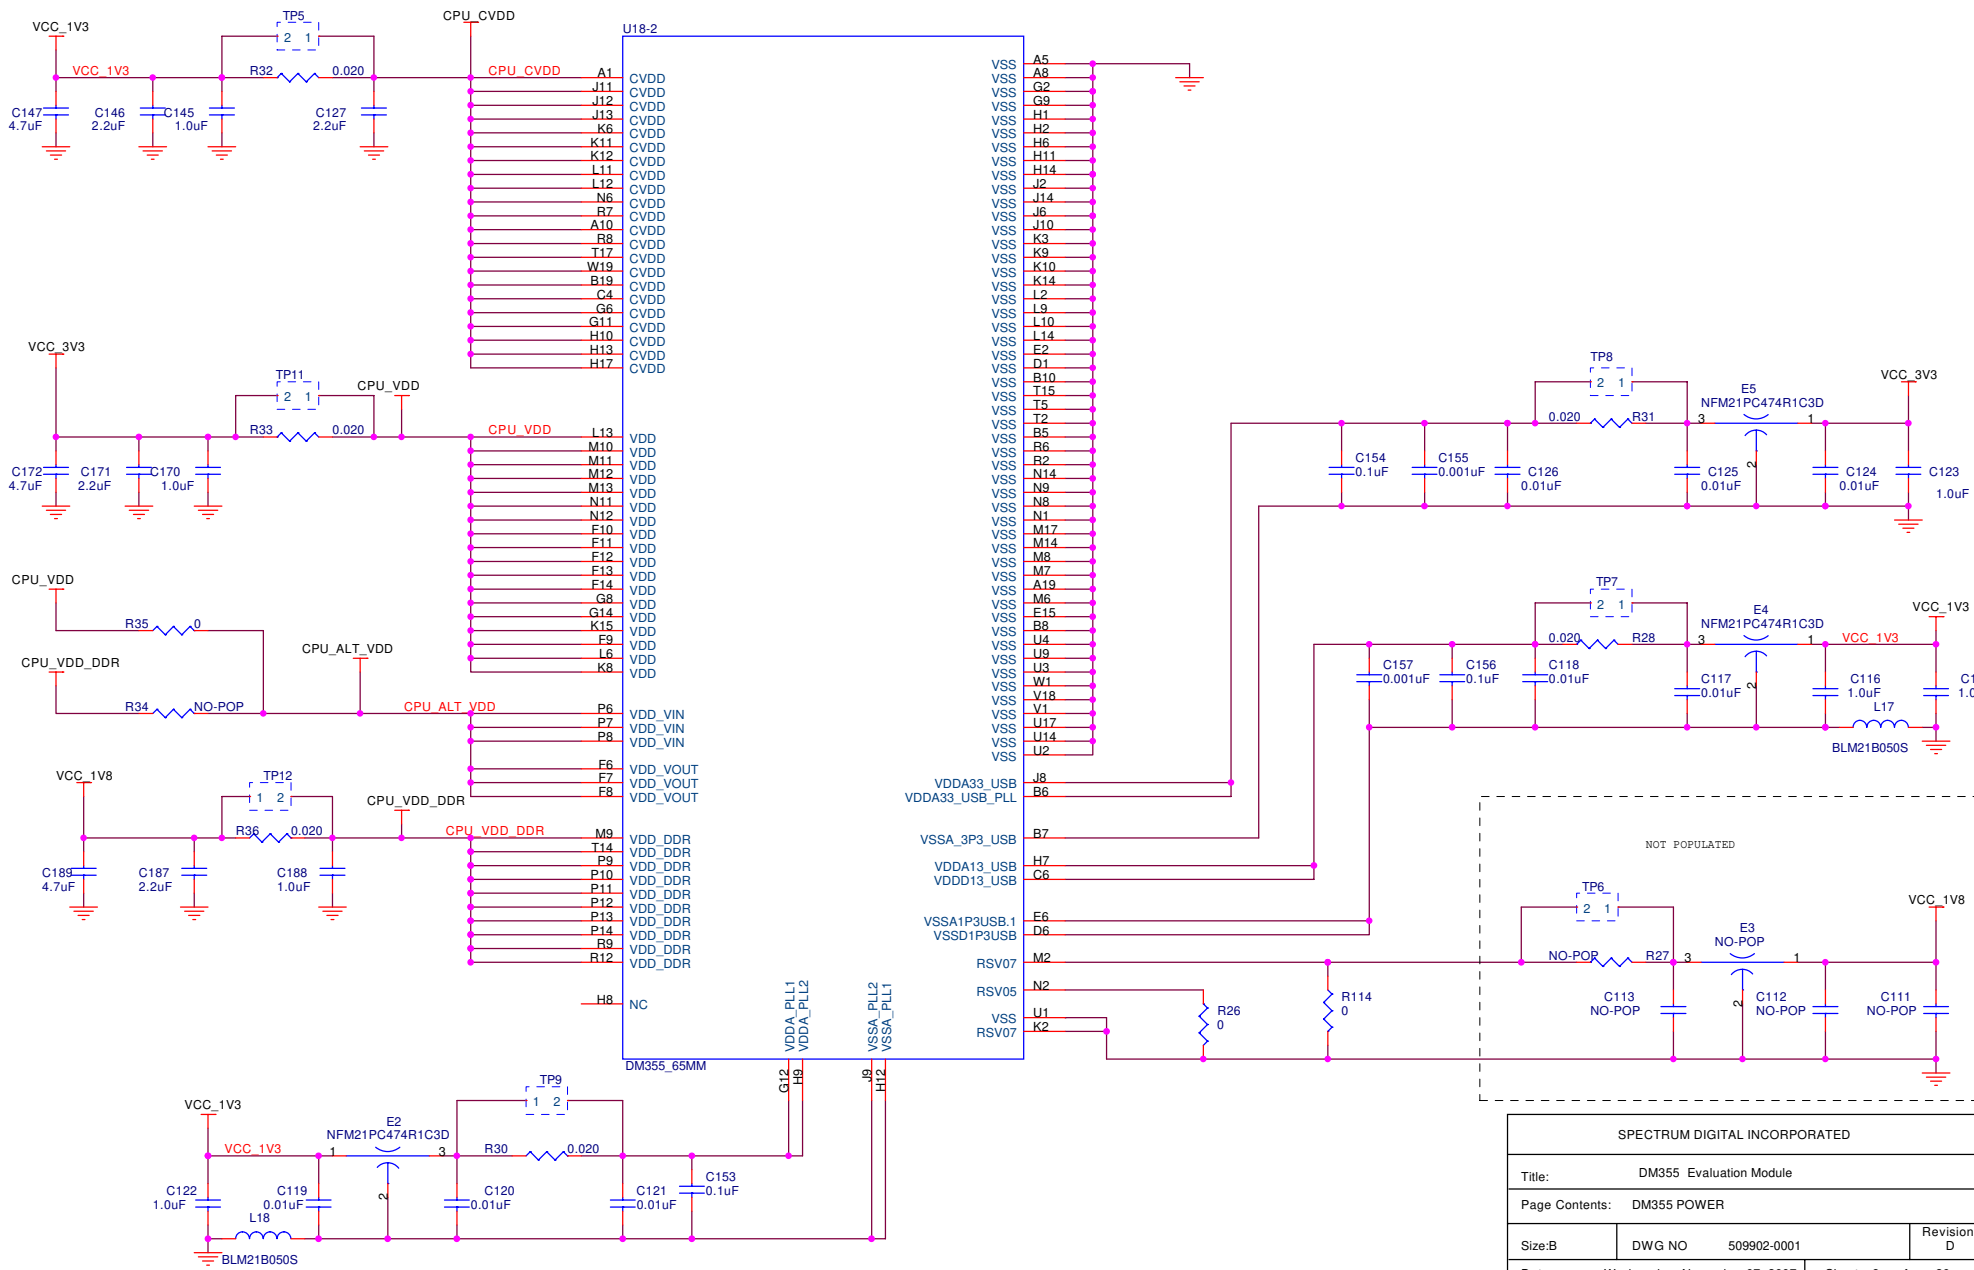 VCC_1V3
TP5
2 1
CPU_CVDD
VCC_1V3
R32
0.020
CPU_CVDD
C147
4.7uF
C146
2.2uF
C145
1.0uF
C127
2.2uF
U18-2
A1 CVDD
J11 CVDD
J12 CVDD
J13 CVDD
K6 CVDD
K11 CVDD
K12 CVDD
L11 CVDD
L12 CVDD
N6 CVDD
R7 CVDD
A10 CVDD
R8 CVDD
T17 CVDD
W19 CVDD
B19 CVDD
C4 CVDD
G6 CVDD
G11 CVDD
H10 CVDD
H13 CVDD
H17 CVDD
VCC_3V3
TP11
2 1
CPU_VDD
R33
0.020
CPU_VDD
C172
4.7uF
C171
2.2uF
C170
1.0uF
L13 VDD
M10 VDD
M11 VDD
M12 VDD
M13 VDD
N11 VDD
N12 VDD
F10 VDD
F11 VDD
F12 VDD
F13 VDD
F14 VDD
G8 VDD
G14 VDD
K15 VDD
F9 VDD
L6 VDD
K8 VDD
CPU_VDD
R35
0
CPU_VDD_DDR
R34
NO-POP
CPU_ALT_VDD
CPU_ALT_VDD
P6 VDD_VIN
P7 VDD_VIN
P8 VDD_VIN
F6 VDD_VOUT
F7 VDD_VOUT
F8 VDD_VOUT
VCC_1V8
TP12
1 2
CPU_VDD_DDR
R36
0.020
CPU_VDD_DDR
C189
4.7uF
C187
2.2uF
C188
1.0uF
M9 VDD_DDR
T14 VDD_DDR
P9 VDD_DDR
P10 VDD_DDR
P11 VDD_DDR
P12 VDD_DDR
P13 VDD_DDR
P14 VDD_DDR
R9 VDD_DDR
R12 VDD_DDR
H8 NC
VSS A5
VSS A8
VSS G2
VSS G9
VSS H1
VSS H2
VSS H6
VSS H11
VSS H14
VSS J2
VSS J14
VSS J6
VSS J10
VSS K3
VSS K9
VSS K10
VSS K14
VSS L2
VSS L9
VSS L10
VSS L14
VSS E2
VSS D1
VSS B10
VSS T15
VSS T5
VSS T2
VSS B5
VSS R6
VSS R2
VSS N14
VSS N9
VSS N8
VSS N1
VSS M17
VSS M14
VSS M8
VSS M7
VSS A19
VSS M6
VSS E15
VSS B8
VSS U4
VSS U9
VSS U3
VSS W1
VSS V18
VSS V1
VSS U17
VSS U14
VSS U2
VDDA33_USB J8
VDDA33_USB_PLL B6
VSSA_3P3_USB B7
VDDA13_USB H7
VDDD13_USB C6
VSSA1P3USB.1 E6
VSSD1P3USB D6
RSV07 M2
RSV05 N2
VSS U1
RSV07 K2
VDDA_PLL1 G12
VDDA_PLL2 H9
VSSA_PLL2 J9
VSSA_PLL1 H12
DM355_65MM
TP8
2 1
0.020
R31
E5
NFM21PC474R1C3D
3
1
2
VCC_3V3
C154
0.1uF
C155
0.001uF
C126
0.01uF
C125
0.01uF
C124
0.01uF
C123
1.0uF
TP7
2 1
0.020
R28
E4
NFM21PC474R1C3D
3
1
2
VCC_1V3
VCC_1V3
C157
0.001uF
C156
0.1uF
C118
0.01uF
C117
0.01uF
C116
1.0uF
L17
BLM21B050S
NOT POPULATED
TP6
2 1
NO-POP
R27
E3
NO-POP
3
1
2
VCC_1V8
C113
NO-POP
C112
NO-POP
C111
NO-POP
R26
0
R114
0
VCC_1V3
VCC_1V3
E2
NFM21PC474R1C3D
1
3
2
TP9
1 2
R30
0.020
C122
1.0uF
C119
0.01uF
C120
0.01uF
C121
0.01uF
C153
0.1uF
L18
BLM21B050S
SPECTRUM DIGITAL INCORPORATED
Title: DM355 Evaluation Module
Page Contents: DM355 POWER
Size:B
DWG NO 509902-0001
Revision
D